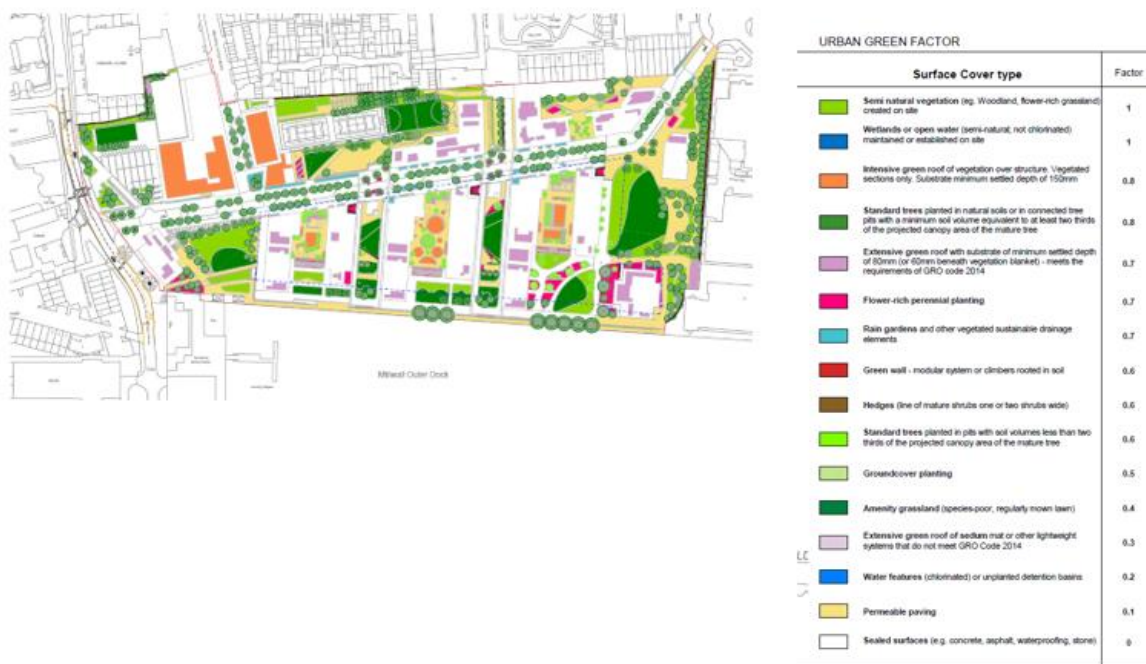 URBAN GREEN FACTOR
Surface Cover type
Factor
Semi natural vegetation (eg. Woodland, flower-rich grassland)
created on site
1
Wetlands or open water (semi-natural; not chlorinated)
maintained or established on site
1
Intensive green roof of vegetation over structure. Vegetated
sections only. Substrate minimum settled depth of 150mm
0.8
Standard trees planted in natural soils or in connected tree
pits with a minimum soil volume equivalent to at least two thirds
of the projected canopy area of the mature tree
0.8
Extensive green roof with substrate of minimum settled depth
of 80mm (or 60mm beneath vegetation blanket) - meets the
requirements of GRO code 2014
0.7
Flower-rich perennial planting
0.7
Rain gardens and other vegetated sustainable drainage
elements
0.7
Green wall - modular system or climbers rooted in soil
0.6
Hedges (line of mature shrubs one or two shrubs wide)
0.6
Standard trees planted in pits with soil volumes less than two
thirds of the projected canopy area of the mature tree
0.6
Groundcover planting
0.5
Amenity grassland (species-poor, regularly mown lawn)
0.4
Extensive green roof of sedum mat or other lightweight
systems that do not meet GRO Code 2014
0.3
Water features (chlorinated) or unplanted detention basins
0.2
Permeable paving
0.1
Sealed surfaces (e.g. concrete, asphalt, waterproofing, stone)
0
Millwall Outer Dock